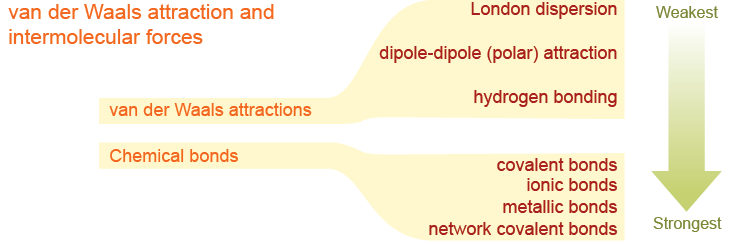 van der Waals attraction and
intermolecular forces
London dispersion
dipole-dipole (polar) attraction
hydrogen bonding
van der Waals attractions
Chemical bonds
covalent bonds
ionic bonds
metallic bonds
network covalent bonds
Weakest
Strongest